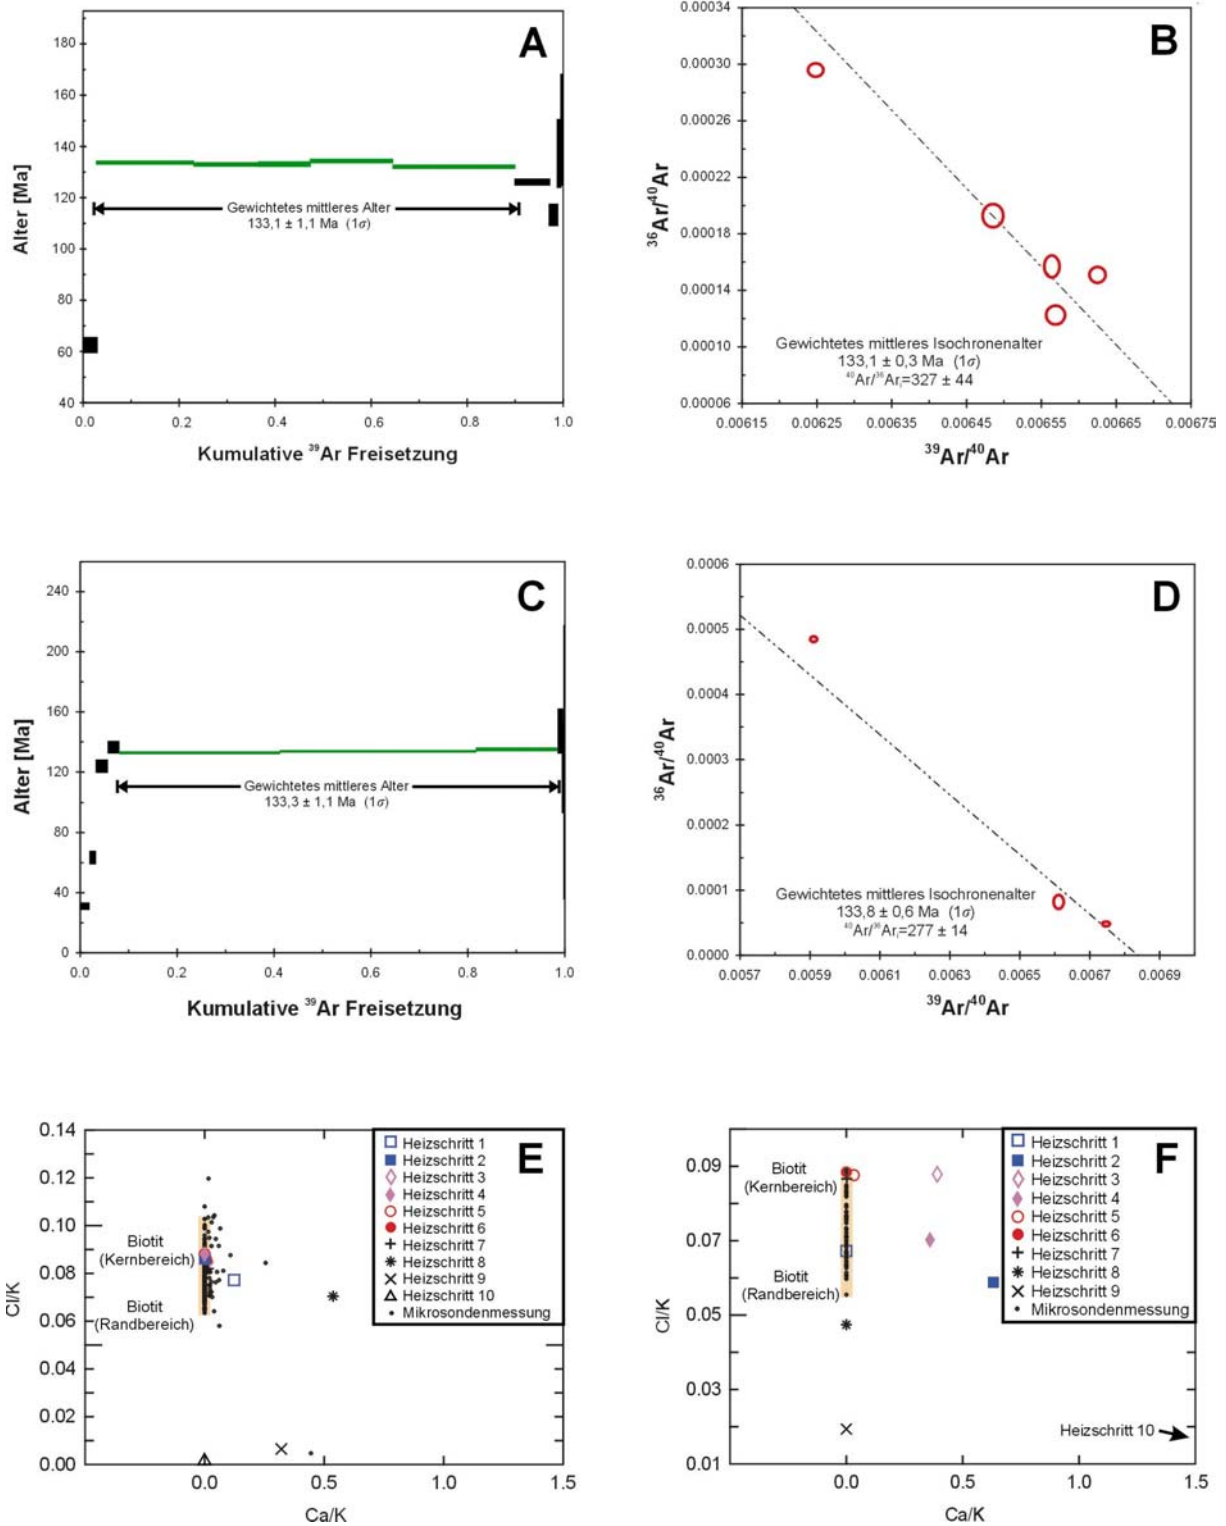 A
180
160
140
120
100
80
60
40
0.0 0.2 0.4 0.6 0.8 1.0
Alter [Ma]
Gewichtetes mittleres Alter
133,1 ± 1,1 Ma (1σ)
Kumulative ³⁹Ar Freisetzung
B
0.00034
0.00030
0.00026
0.00022
0.00018
0.00014
0.00010
0.00006
0.00615 0.00625 0.00635 0.00645 0.00655 0.00665 0.00675
³⁶Ar/⁴⁰Ar
Gewichtetes mittleres Isochronenalter
133,1 ± 0,3 Ma (1σ)
⁴⁰Ar/³⁶Arᵢ=327 ± 44
³⁹Ar/⁴⁰Ar
C
240
200
160
120
80
40
0
0.0 0.2 0.4 0.6 0.8 1.0
Alter [Ma]
Gewichtetes mittleres Alter
133,3 ± 1,1 Ma (1σ)
Kumulative ³⁹Ar Freisetzung
D
0.0006
0.0005
0.0004
0.0003
0.0002
0.0001
0.0000
0.0057 0.0059 0.0061 0.0063 0.0065 0.0067 0.0069
³⁶Ar/⁴⁰Ar
Gewichtetes mittleres Isochronenalter
133,8 ± 0,6 Ma (1σ)
⁴⁰Ar/³⁶Arᵢ=277 ± 14
³⁹Ar/⁴⁰Ar
E
0.14
0.12
0.10
0.08
0.06
0.04
0.02
0.00
0.0 0.5 1.0 1.5
Cl/K
Ca/K
Biotit
(Kernbereich)
Biotit
(Randbereich)
Heizschritt 1
Heizschritt 2
Heizschritt 3
Heizschritt 4
Heizschritt 5
Heizschritt 6
Heizschritt 7
Heizschritt 8
Heizschritt 9
Heizschritt 10
Mikrosondenmessung
F
0.09
0.07
0.05
0.03
0.01
0.0 0.5 1.0 1.5
Cl/K
Ca/K
Biotit
(Kernbereich)
Biotit
(Randbereich)
Heizschritt 1
Heizschritt 2
Heizschritt 3
Heizschritt 4
Heizschritt 5
Heizschritt 6
Heizschritt 7
Heizschritt 8
Heizschritt 9
Mikrosondenmessung
Heizschritt 10